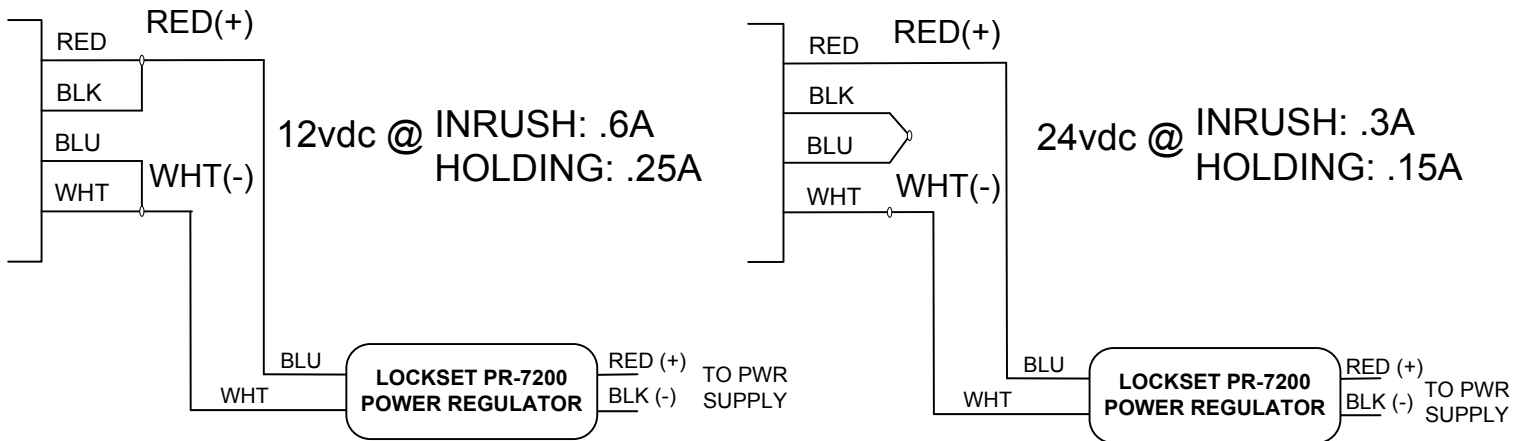 RED(+)
RED
BLK
BLU
WHT
WHT(-)
12vdc @ INRUSH: .6A
HOLDING: .25A
BLU
WHT
LOCKSET PR-7200
POWER REGULATOR
RED (+)
BLK (-)
TO PWR
SUPPLY
RED(+)
RED
BLK
BLU
WHT
WHT(-)
24vdc @ INRUSH: .3A
HOLDING: .15A
BLU
WHT
LOCKSET PR-7200
POWER REGULATOR
RED (+)
BLK (-)
TO PWR
SUPPLY